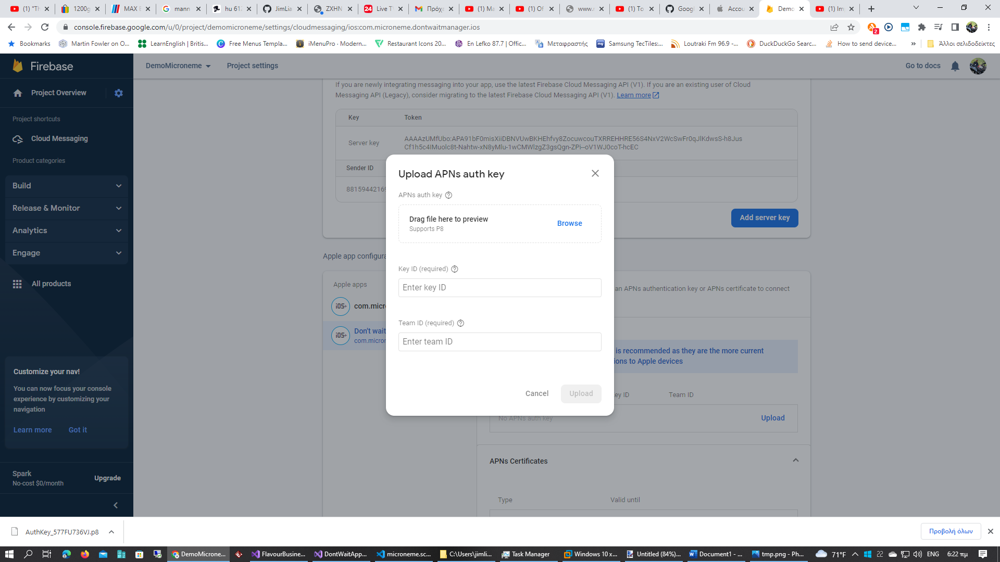 (1) "Th
1200g
MAX E
mann
hu 612
JimLia
ZXHN
Live T
Πρόχε
(1) Ma
(1) Of
www.r
(1) To
Googl
Accou
Demo
(1) Im
console.firebase.google.com/u/0/project/demomicroneme/settings/cloudmessaging/ios:com.microneme.dontwaitmanager.ios
2
Bookmarks
Martin Fowler on O...
LearnEnglish | Britis...
Free Menus Templa...
iMenuPro · Modern...
Restaurant Icons 20...
En Lefko 87.7 | Offic...
Μεταφραστής
Samsung TecTiles:...
Loutraki Fm 96.9 -...
DuckDuckGo Searc...
How to send device...
»
Άλλοι σελιδοδείκτες
Firebase
DemoMicroneme
Project settings
Go to docs
Project Overview
Project shortcuts
Cloud Messaging
Product categories
Build
Release & Monitor
Analytics
Engage
All products
Customize your nav!
You can now focus your console
experience by customizing your
navigation
Learn more
Got it
Spark
No-cost $0/month
Upgrade
If you are newly integrating messaging into your app, use the latest Firebase Cloud Messaging API (V1). If you are an existing user of Cloud
Messaging API (Legacy), consider migrating to the latest Firebase Cloud Messaging API (V1). Learn more
Key
Token
Server key
AAAAzUMfUbo:APA91bF0misXiiDBNVUwBKHEhfvy8ZocuwcouTXRREHHRE56S4NxV2WcSwFr0qJlKdwsS-h8Jus
Cf1h5c4IMuolc8t-Nahtw-xN8yMlu-1wCMWlzgZ3gsQgn-ZPi--oV1WJ0coT-hcEC
Sender ID
88159442169
Add server key
Apple app configura
Apple apps
iOS+
com.micr
iOS+
Don't wait
com.micron
an APNs authentication key or APNs certificate to connect
is recommended as they are the more current
ions to Apple devices
ey ID
Team ID
No APNs auth key
Upload
APNs Certificates
Type
Valid until
Upload APNs auth key
APNs auth key
Drag file here to preview
Supports P8
Browse
Key ID (required)
Enter key ID
Team ID (required)
Enter team ID
Cancel
Upload
AuthKey_577FU736VJ.p8
Προβολή όλων
DemoMicrone...
FlavourBusine...
DontWaitApp...
microneme.sc...
C:\Users\jimli...
Task Manager
Windows 10 x...
Untitled (84%)...
Document1 - ...
tmp.png - Ph...
71°F
22
ENG
6:22 πμ